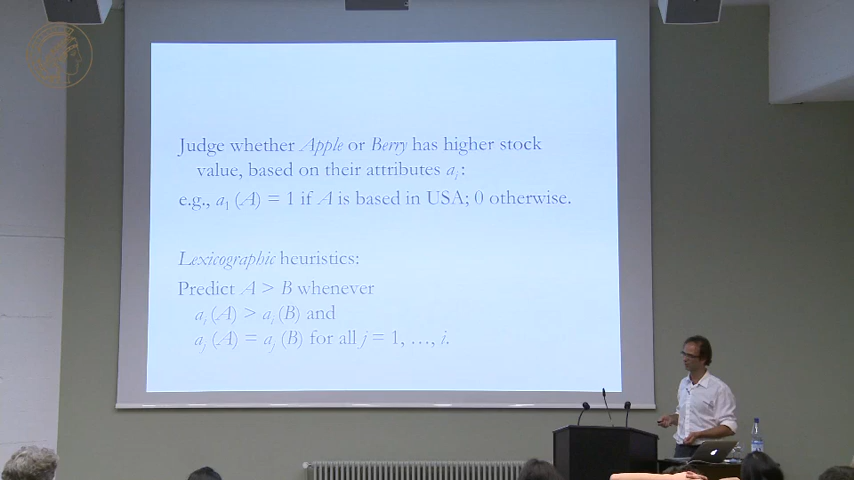 Judge whether Apple or Berry has higher stock
value, based on their attributes aᵢ:
e.g., a₁ (A) = 1 if A is based in USA; 0 otherwise.
Lexicographic heuristics:
Predict A > B whenever
aᵢ (A) > aᵢ (B) and
aⱼ (A) = aⱼ (B) for all j = 1, …, i.